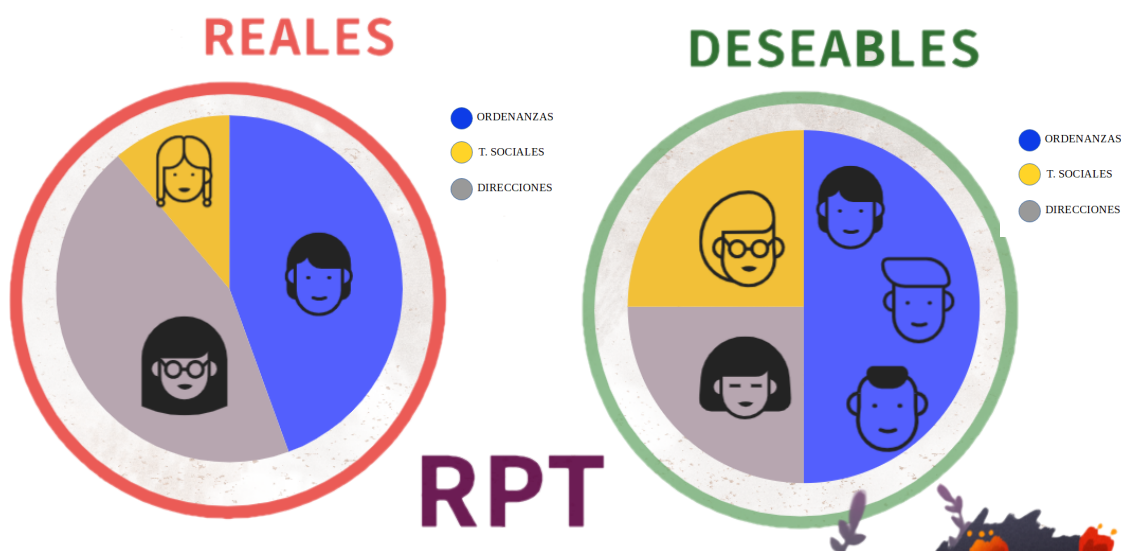 REALES
ORDENANZAS
T. SOCIALES
DIRECCIONES
DESEABLES
ORDENANZAS
T. SOCIALES
DIRECCIONES
RPT